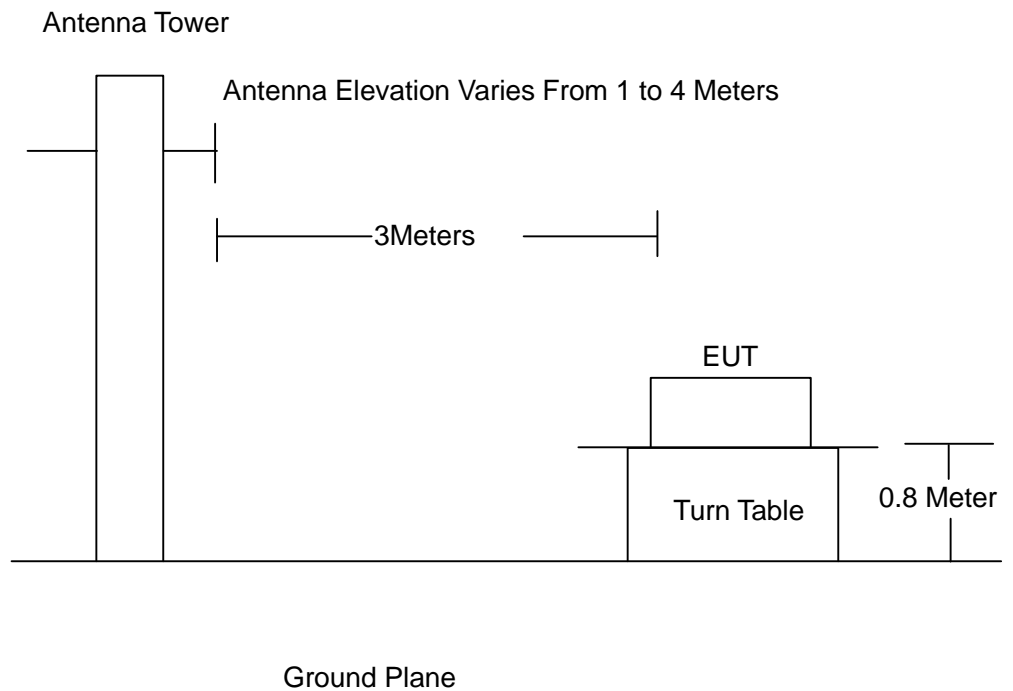 Antenna Tower
Antenna Elevation Varies From 1 to 4 Meters
3Meters
EUT
0.8 Meter
Turn Table
Ground Plane